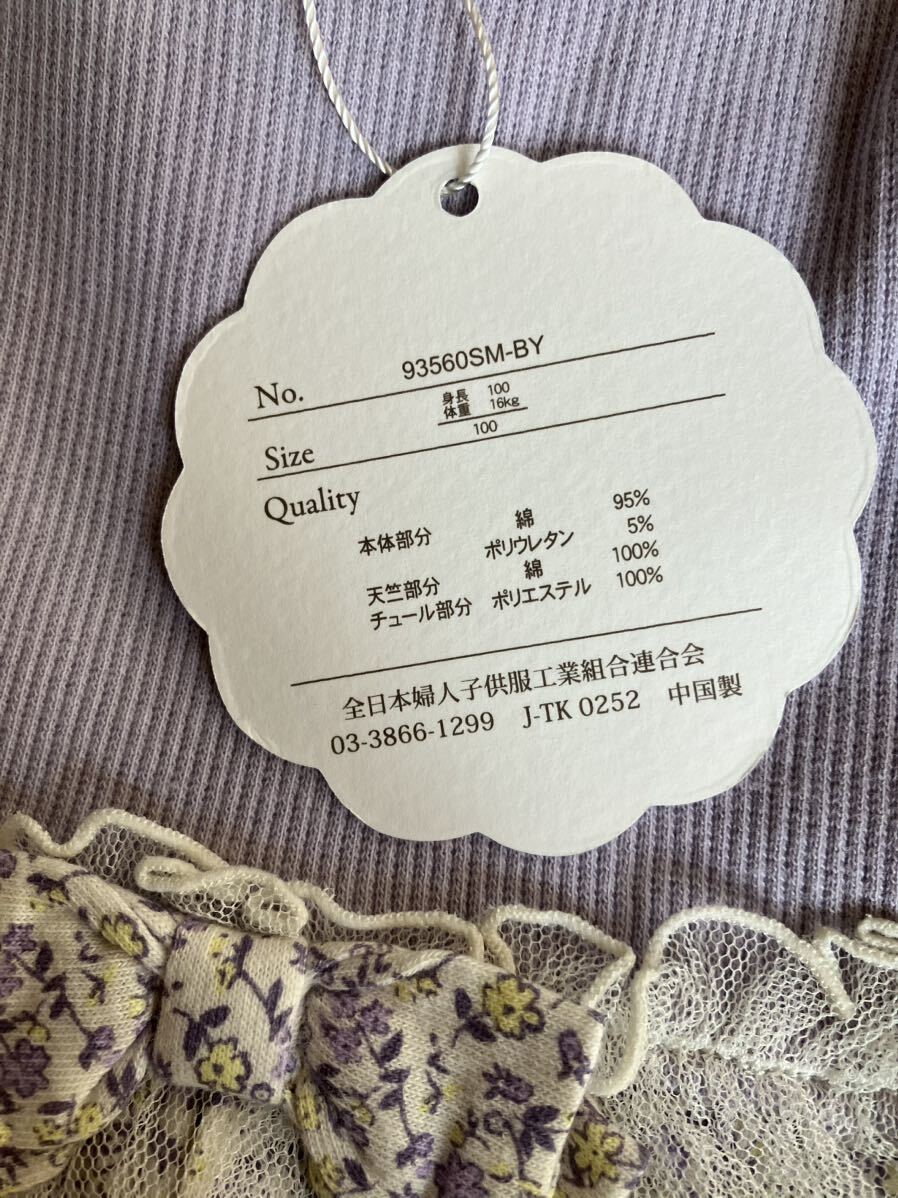 No. 93560SM-BY
身長 100
体重 16kg
Size 100
Quality
本体部分 綿 95%
ポリウレタン 5%
天竺部分 綿 100%
チュール部分 ポリエステル 100%
全日本婦人子供服工業組合連合会
03-3866-1299 J-TK 0252 中国製